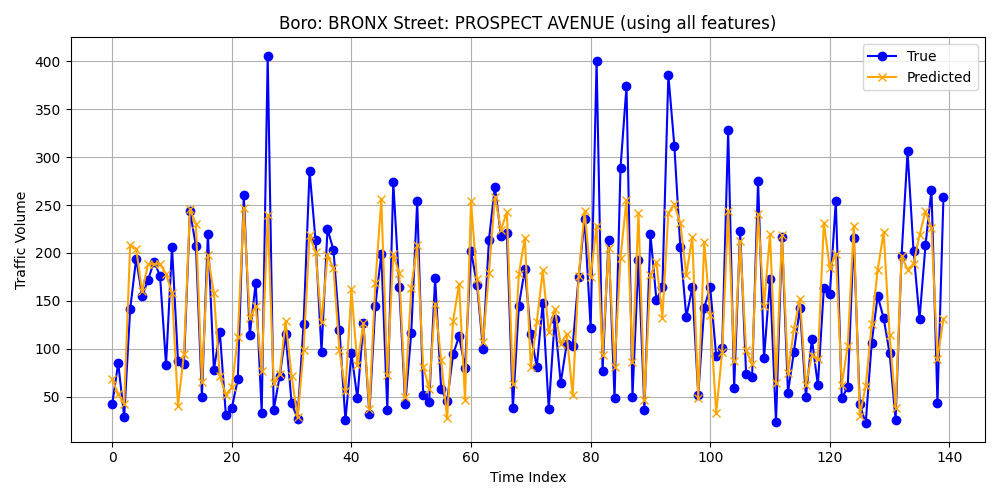 Boro: BRONX Street: PROSPECT AVENUE (using all features)
True
Predicted
Traffic Volume
400
350
300
250
200
150
100
50
0 20 40 60 80 100 120 140
Time Index